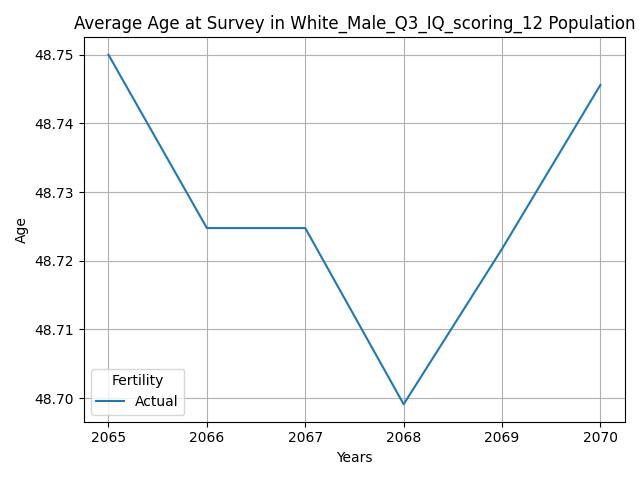 Average Age at Survey in White_Male_Q3_IQ_scoring_12 Population
48.75
48.74
48.73
48.72
48.71
48.70
Age
Fertility
Actual
2065 2066 2067 2068 2069 2070
Years